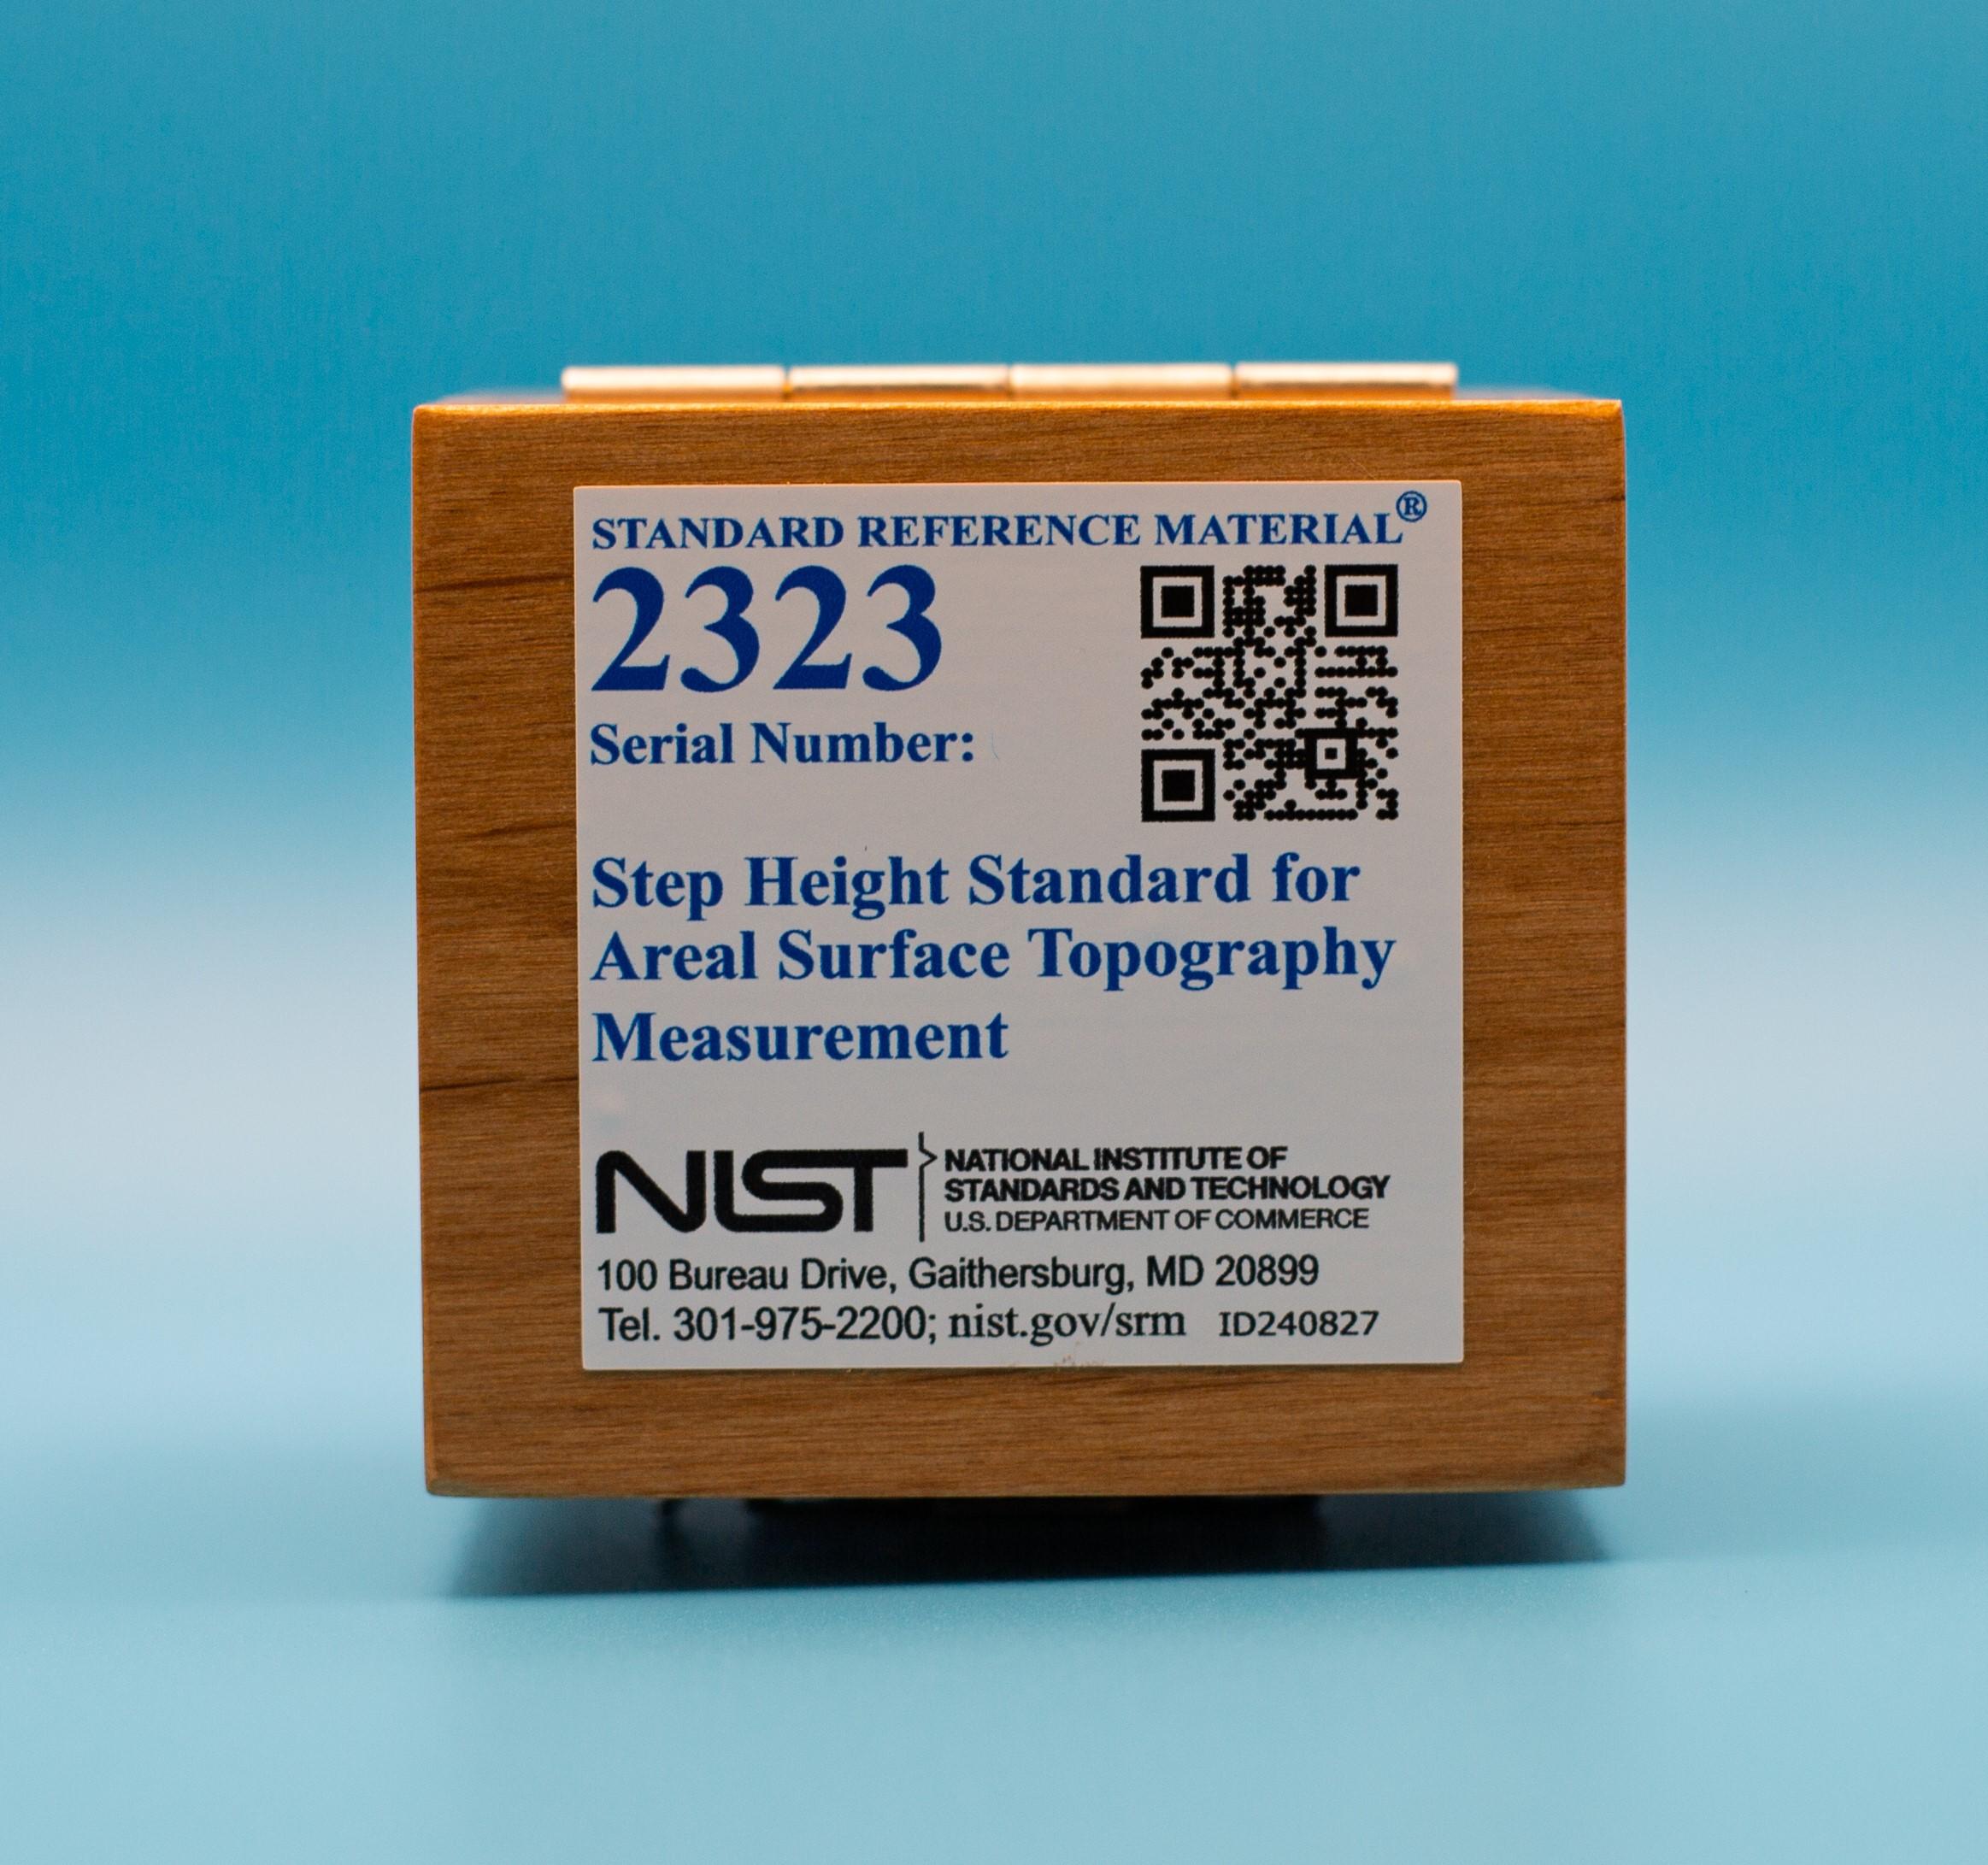 STANDARD REFERENCE MATERIAL®
2323
Serial Number:
Step Height Standard for
Areal Surface Topography
Measurement
NIST
NATIONAL INSTITUTE OF
STANDARDS AND TECHNOLOGY
U.S. DEPARTMENT OF COMMERCE
100 Bureau Drive, Gaithersburg, MD 20899
Tel. 301-975-2200; nist.gov/srm ID240827